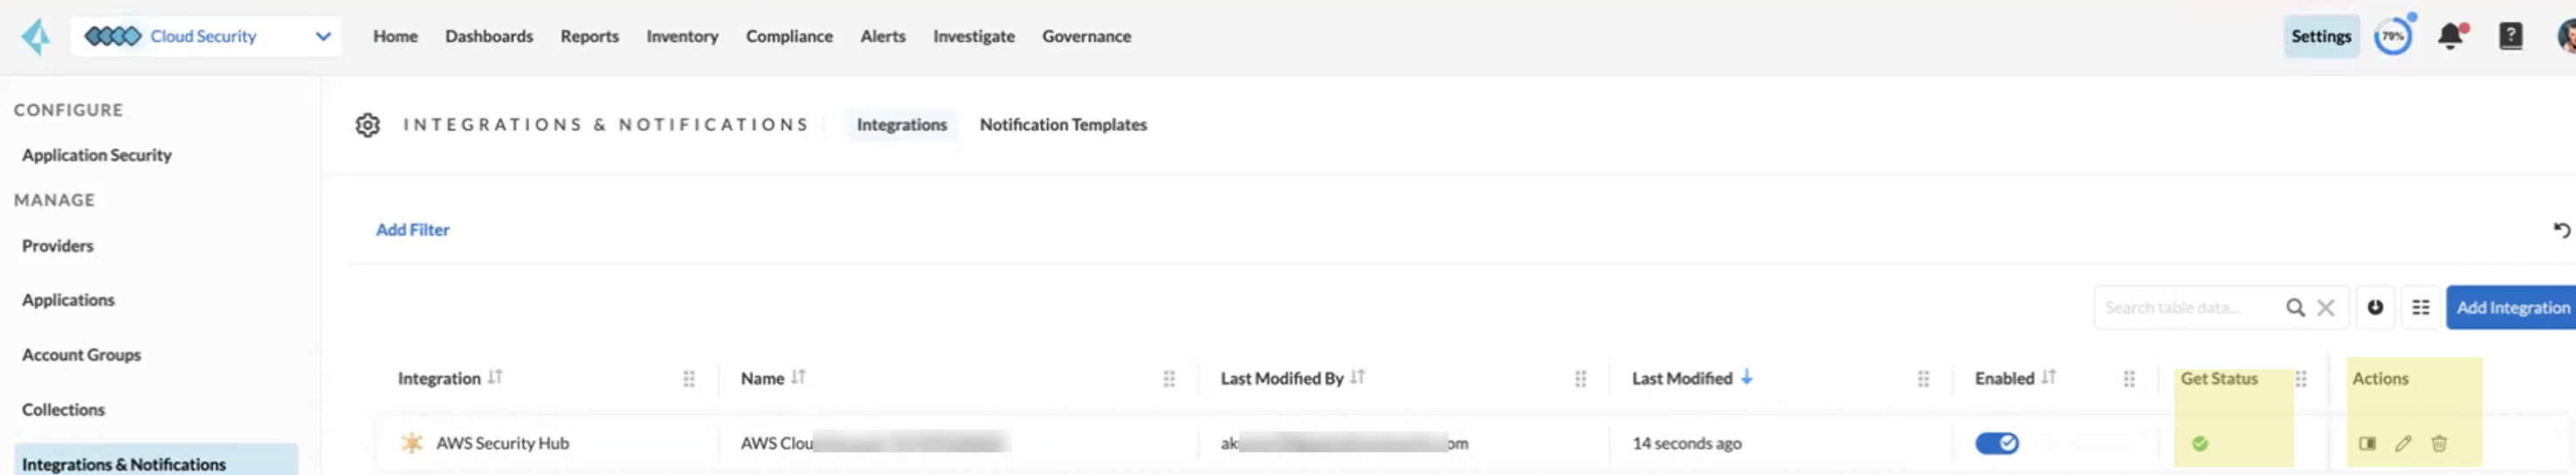 Cloud Security Home Dashboards Reports Inventory Compliance Alerts Investigate Governance Settings 79%
CONFIGURE
Application Security
MANAGE
Providers
Applications
Account Groups
Collections
Integrations & Notifications
INTEGRATIONS & NOTIFICATIONS Integrations Notification Templates
Add Filter
Search table data... Add Integration
Integration Name Last Modified By Last Modified Enabled Get Status Actions
AWS Security Hub AWS Clou ak om 14 seconds ago